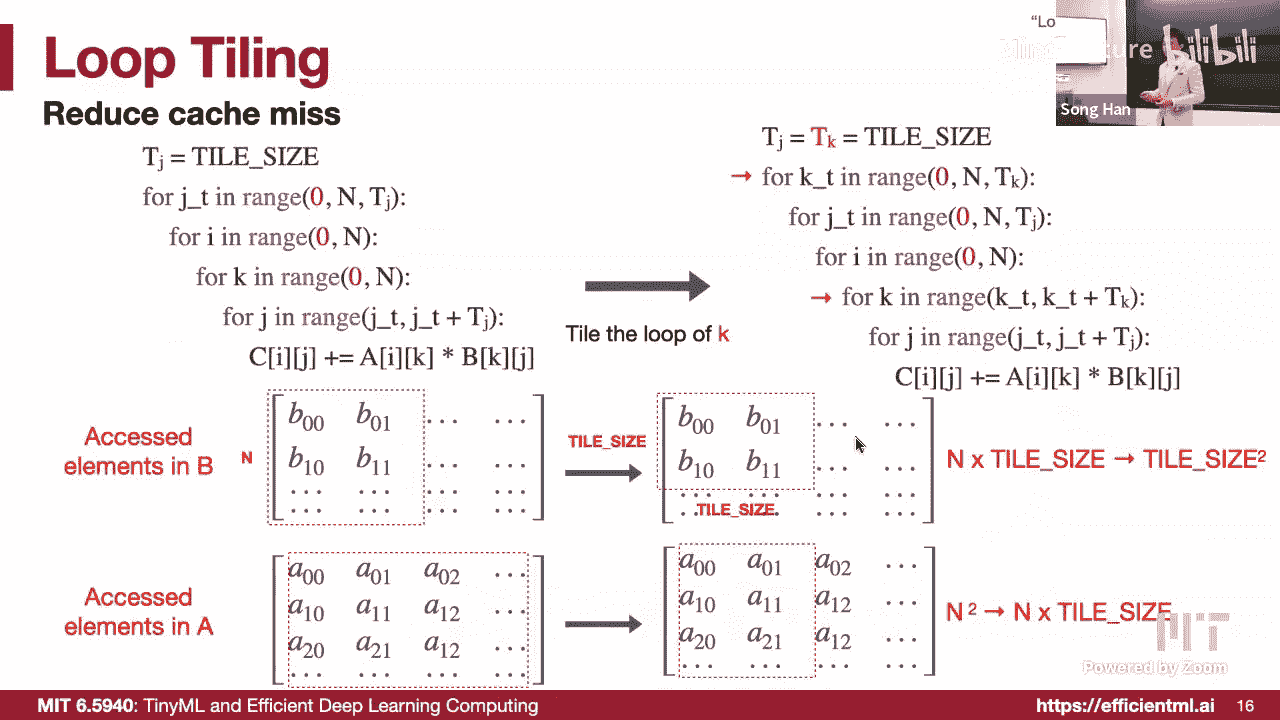 Loop Tiling
Reduce cache miss
"Lo
bilibili
Song Han
Tj = TILE_SIZE
for j_t in range(0, N, Tj):
for i in range(0, N):
for k in range(0, N):
for j in range(j_t, j_t + Tj):
C[i][j] += A[i][k] * B[k][j]
Tile the loop of k
Tj = Tk = TILE_SIZE
→ for k_t in range(0, N, Tk):
for j_t in range(0, N, Tj):
for i in range(0, N):
→ for k in range(k_t, k_t + Tk):
for j in range(j_t, j_t + Tj):
C[i][j] += A[i][k] * B[k][j]
Accessed
elements in B
N
b00 b01 ... ...
b10 b11 ... ...
... ... ... ...
TILE_SIZE
b00 b01 ... ...
b10 b11 ... ...
... ... ... ...
TILE_SIZE
N x TILE_SIZE → TILE_SIZE²
Accessed
elements in A
a00 a01 a02 ...
a10 a11 a12 ...
a20 a21 a12 ...
... ... ... ...
a00 a01 a02 ...
a10 a11 a12 ...
a20 a21 a12 ...
... ... ... ...
N² → N x TILE_SIZE
MIT
Powered by Zoom
MIT 6.5940: TinyML and Efficient Deep Learning Computing
https://efficientml.ai
16